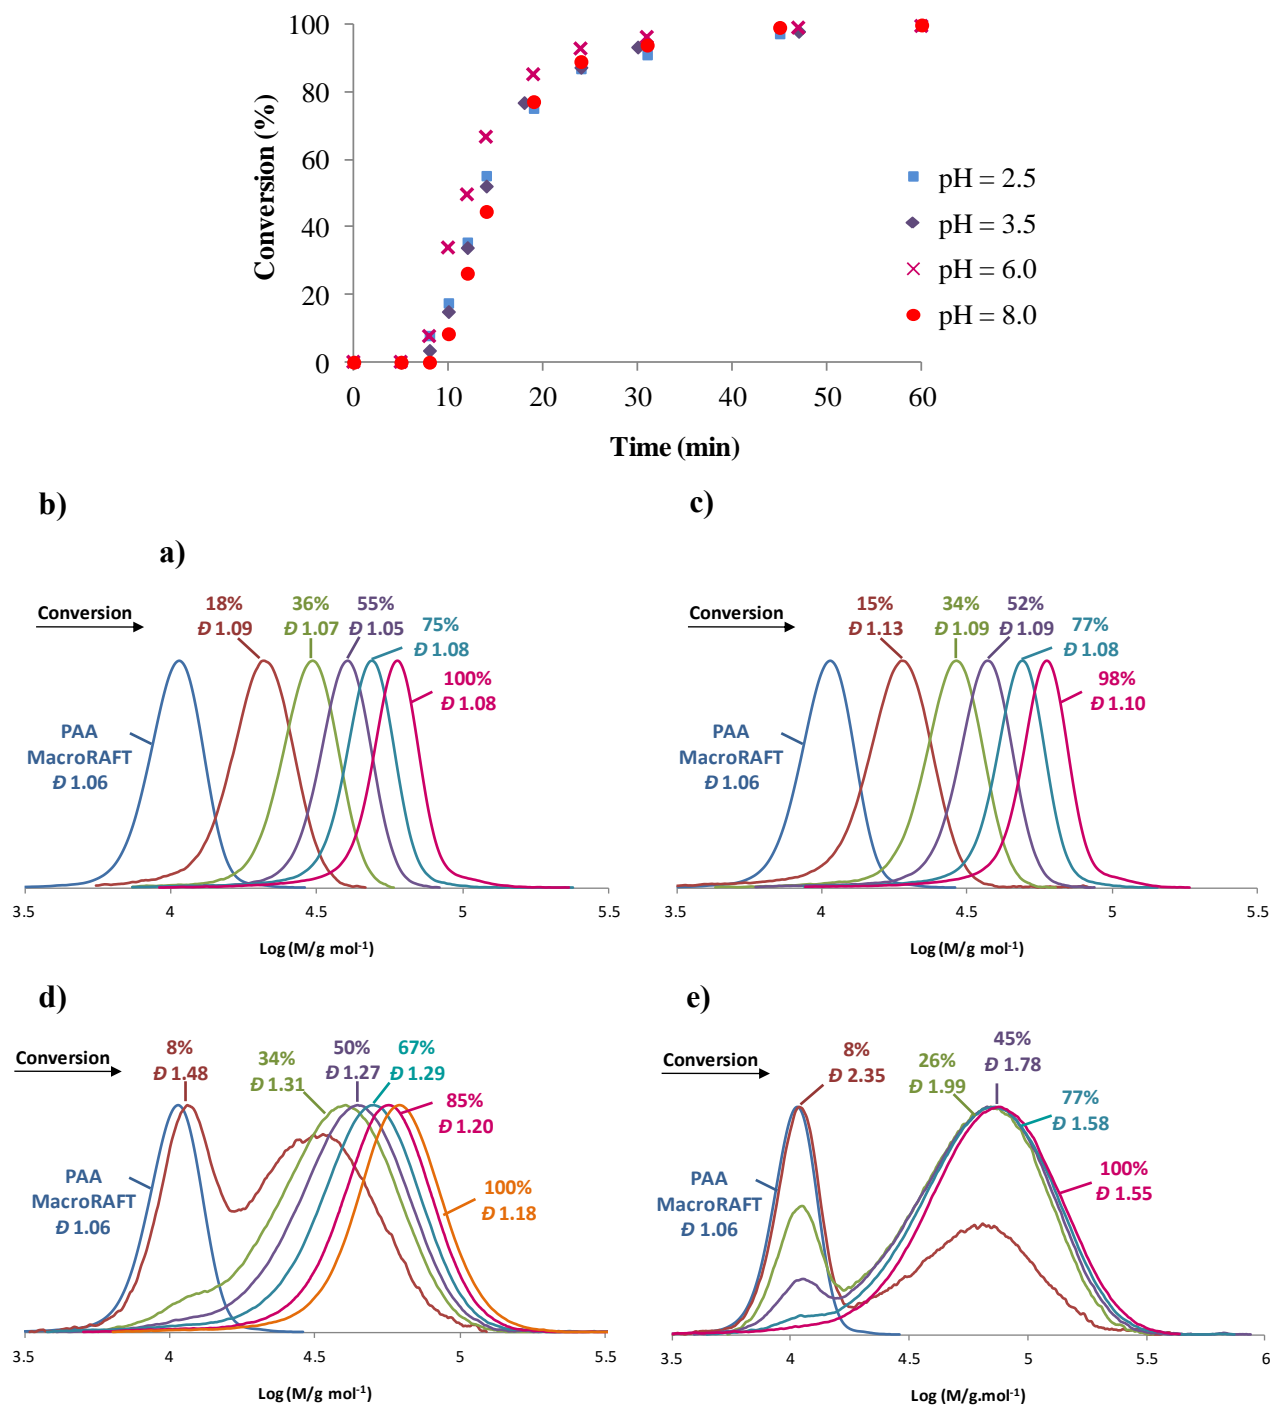 100
80
60
40
20
0
Conversion (%)
0 10 20 30 40 50 60
Time (min)
pH = 2.5
pH = 3.5
pH = 6.0
pH = 8.0
b)
c)
a)
Conversion
18%
Đ 1.09
36%
Đ 1.07
55%
Đ 1.05
75%
Đ 1.08
100%
Đ 1.08
PAA
MacroRAFT
Đ 1.06
3.5 4 4.5 5 5.5
Log (M/g mol⁻¹)
Conversion
15%
Đ 1.13
34%
Đ 1.09
52%
Đ 1.09
77%
Đ 1.08
98%
Đ 1.10
PAA
MacroRAFT
Đ 1.06
3.5 4 4.5 5 5.5
Log (M/g mol⁻¹)
d)
e)
Conversion
8%
Đ 1.48
34%
Đ 1.31
50%
Đ 1.27
67%
Đ 1.29
85%
Đ 1.20
100%
Đ 1.18
PAA
MacroRAFT
Đ 1.06
3.5 4 4.5 5 5.5
Log (M/g mol⁻¹)
Conversion
8%
Đ 2.35
26%
Đ 1.99
45%
Đ 1.78
77%
Đ 1.58
100%
Đ 1.55
PAA
MacroRAFT
Đ 1.06
3.5 4 4.5 5 5.5 6
Log (M/g.mol⁻¹)